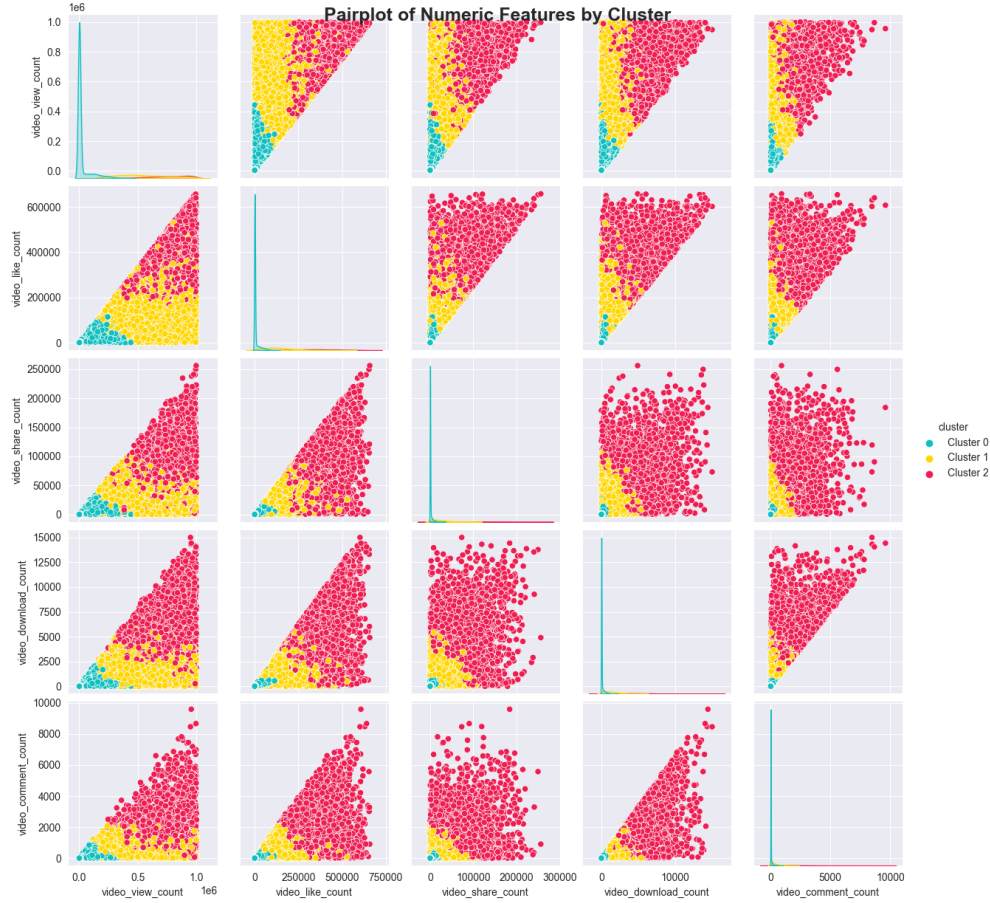 Pairplot of Numeric Features by Cluster
1e6
video_view_count
1.0
0.8
0.6
0.4
0.2
0.0
video_like_count
600000
400000
200000
0
video_share_count
250000
200000
150000
100000
50000
0
cluster
Cluster 0
Cluster 1
Cluster 2
video_download_count
15000
12500
10000
7500
5000
2500
0
video_comment_count
10000
8000
6000
4000
2000
0
0.0 0.5 1.0 0 250000 500000 750000 0 100000 200000 300000 0 10000 0 5000 10000
1e6
video_view_count video_like_count video_share_count video_download_count video_comment_count